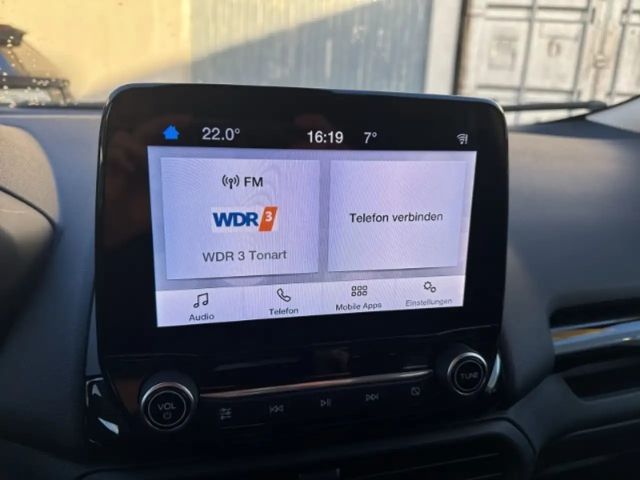 22.0°
16:19
7°
FM
WDR 3
WDR 3 Tonart
Telefon verbinden
Audio
Telefon
Mobile Apps
Einstellungen
VOL
TUNE